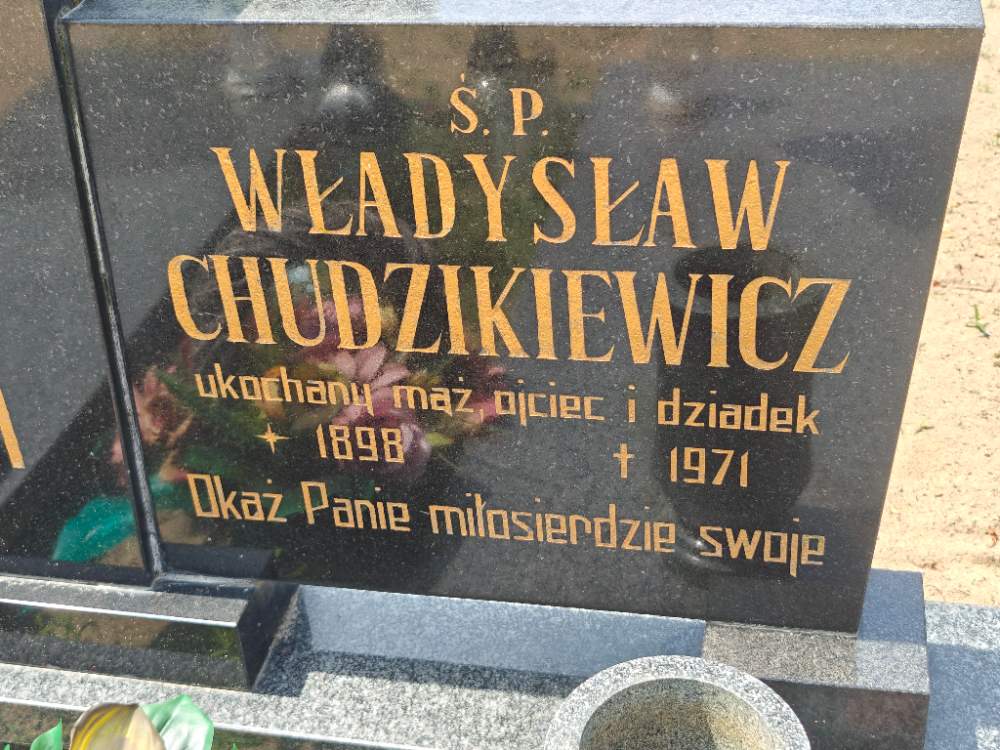 Ś. P.
WŁADYSŁAW
CHUDZIKIEWICZ
ukochany mąż, ojciec i dziadek
1898 † 1971
Okaż Panie miłosierdzie swoje